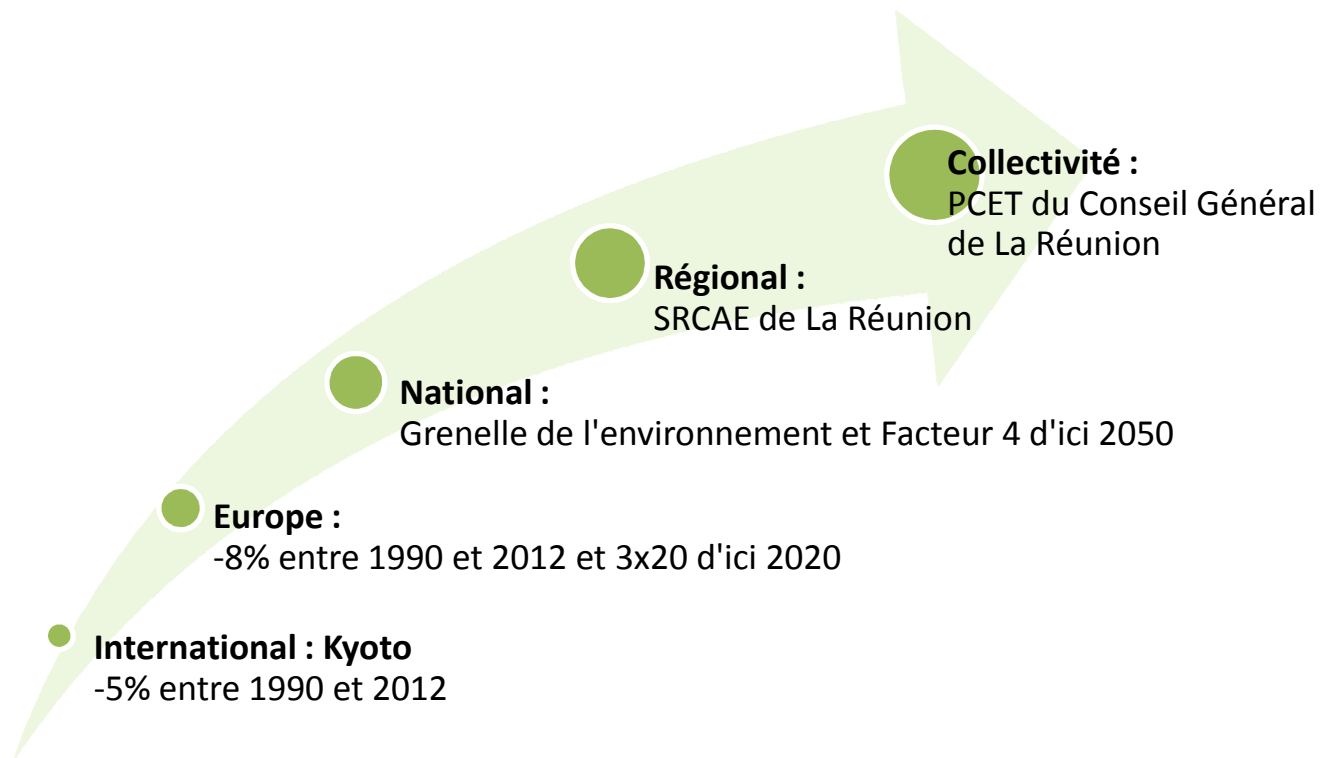 Collectivité :
PCET du Conseil Général
de La Réunion
Régional :
SRCAE de La Réunion
National :
Grenelle de l'environnement et Facteur 4 d'ici 2050
Europe :
-8% entre 1990 et 2012 et 3x20 d'ici 2020
International : Kyoto
-5% entre 1990 et 2012